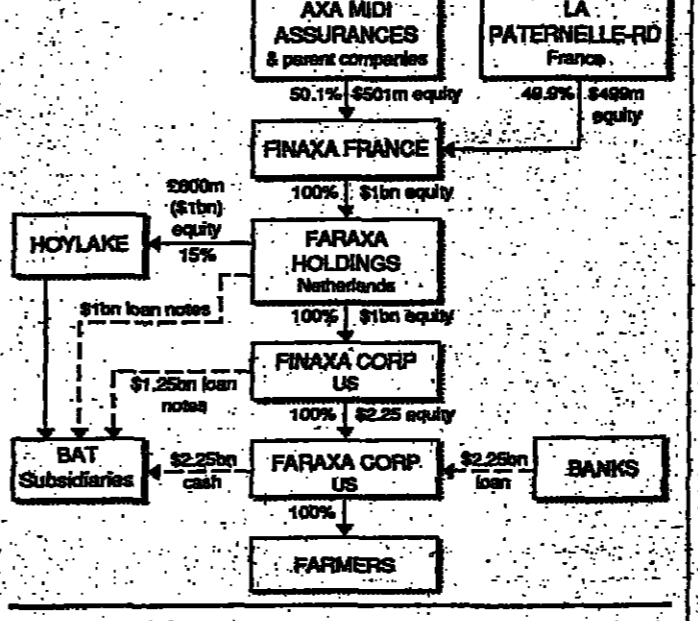 AXA MIDI
ASSURANCES
& parent companies
LA
PATERNELLE-RD
France
50.1% $501m equity
49.9% $499m
equity
FINAXA FRANCE
100% $1bn equity
£600m
($1bn)
equity
15%
HOYLAKE
FARAXA
HOLDINGS
Netherlands
$1bn loan notes
100% $1bn equity
FINAXA CORP
US
$1.25bn loan
notes
100% $2.25 equity
BAT
Subsidiaries
$2.25bn
cash
FARAXA CORP.
US
$2.25bn
loan
BANKS
100%
FARMERS